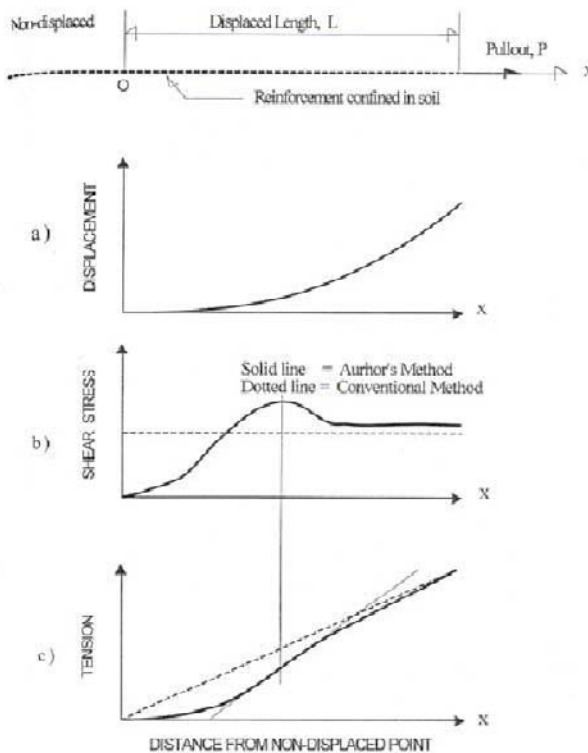 Non-displaced
Displaced Length, L
Pullout, P
X
O
Reinforcement confined in soil
a )
DISPLACEMENT
X
Solid line = Aurhor's Method
Dotted line = Conventional Method
b )
SHEAR STRESS
X
c )
TENSION
X
DISTANCE FROM NON-DISPLACED POINT